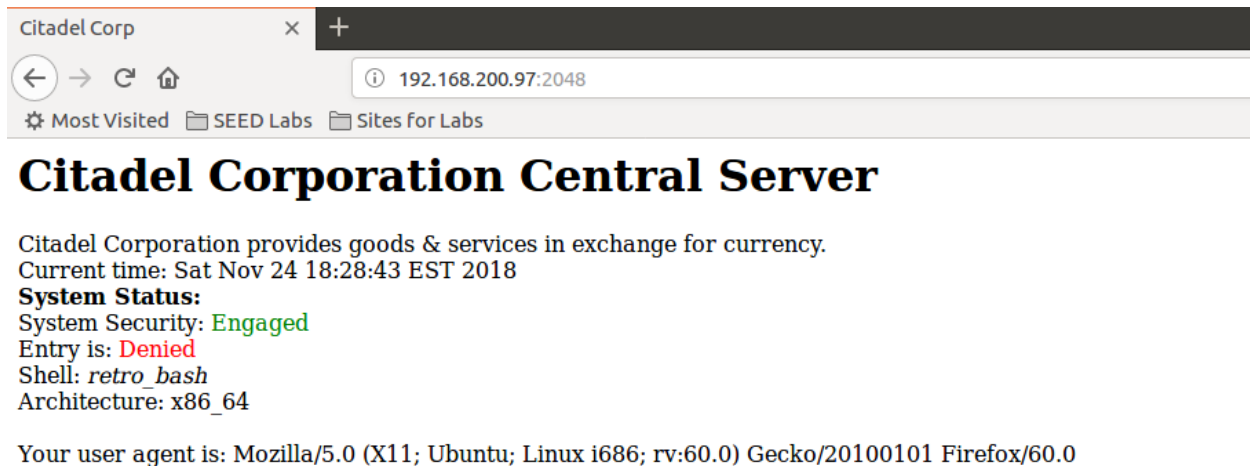 Citadel Corp
192.168.200.97:2048
Most Visited SEED Labs Sites for Labs
Citadel Corporation Central Server
Citadel Corporation provides goods & services in exchange for currency.
Current time: Sat Nov 24 18:28:43 EST 2018
System Status:
System Security: Engaged
Entry is: Denied
Shell: retro_bash
Architecture: x86_64
Your user agent is: Mozilla/5.0 (X11; Ubuntu; Linux i686; rv:60.0) Gecko/20100101 Firefox/60.0